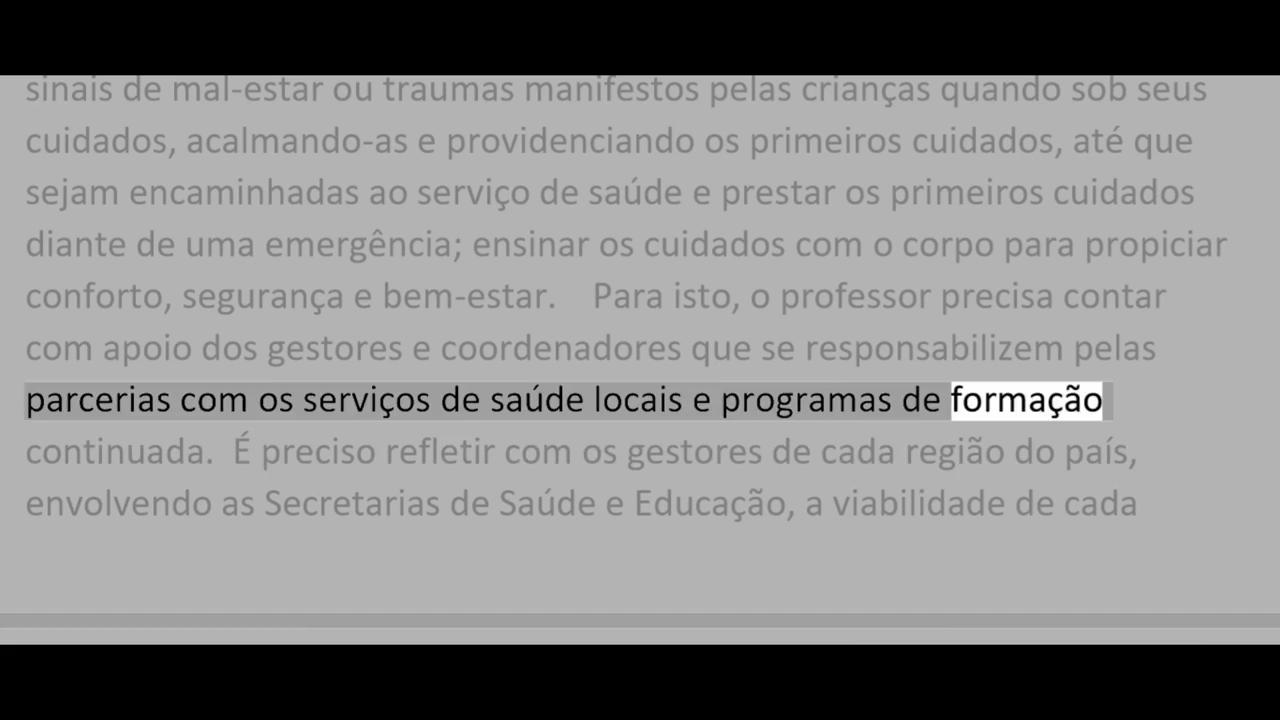 sinais de mal-estar ou traumas manifestos pelas crianças quando sob seus
cuidados, acalmando-as e providenciando os primeiros cuidados, até que
sejam encaminhadas ao serviço de saúde e prestar os primeiros cuidados
diante de uma emergência; ensinar os cuidados com o corpo para propiciar
conforto, segurança e bem-estar. Para isto, o professor precisa contar
com apoio dos gestores e coordenadores que se responsabilizem pelas
parcerias com os serviços de saúde locais e programas de formação
continuada. É preciso refletir com os gestores de cada região do país,
envolvendo as Secretarias de Saúde e Educação, a viabilidade de cada